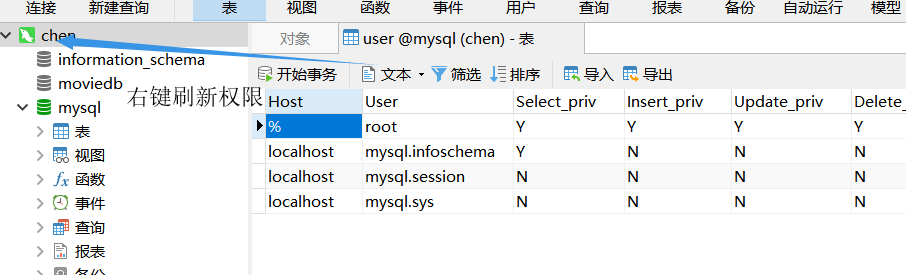 连接 新建查询 表 视图 函数 事件 用户 查询 报表 备份 自动运行 模型
chen
information_schema
moviedb
mysql
表
视图
fx 函数
事件
查询
报表
备份
右键刷新权限
对象 user @mysql (chen) - 表
开始事务 文本 筛选 排序 导入 导出
Host User Select_priv Insert_priv Update_priv Delete_
% root Y Y Y Y
localhost mysql.infoschema Y N N N
localhost mysql.session N N N N
localhost mysql.sys N N N N